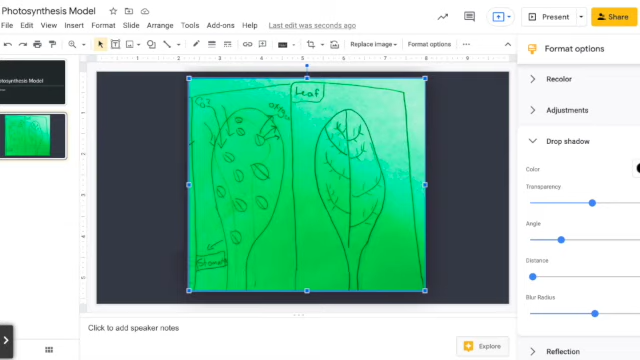 Photosynthesis Model
File Edit View Insert Format Slide Arrange Tools Add-ons Help Last edit was seconds ago
Present
Share
Replace image
Format options
Format options
Recolor
Adjustments
Drop shadow
Color
Transparency
Angle
Distance
Blur Radius
Reflection
Leaf
Click to add speaker notes
Explore